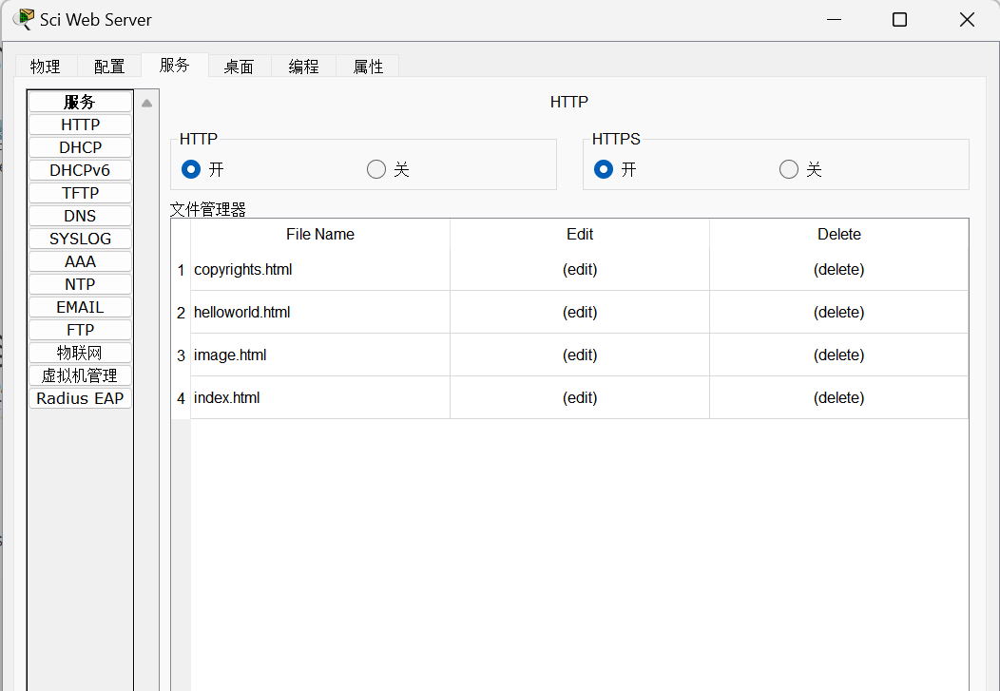 Sci Web Server
物理 配置 服务 桌面 编程 属性
服务
HTTP
DHCP
DHCPv6
TFTP
DNS
SYSLOG
AAA
NTP
EMAIL
FTP
物联网
虚拟机管理
Radius EAP
HTTP
HTTP
开 关
HTTPS
开 关
文件管理器
File Name Edit Delete
1 copyrights.html (edit) (delete)
2 helloworld.html (edit) (delete)
3 image.html (edit) (delete)
4 index.html (edit) (delete)